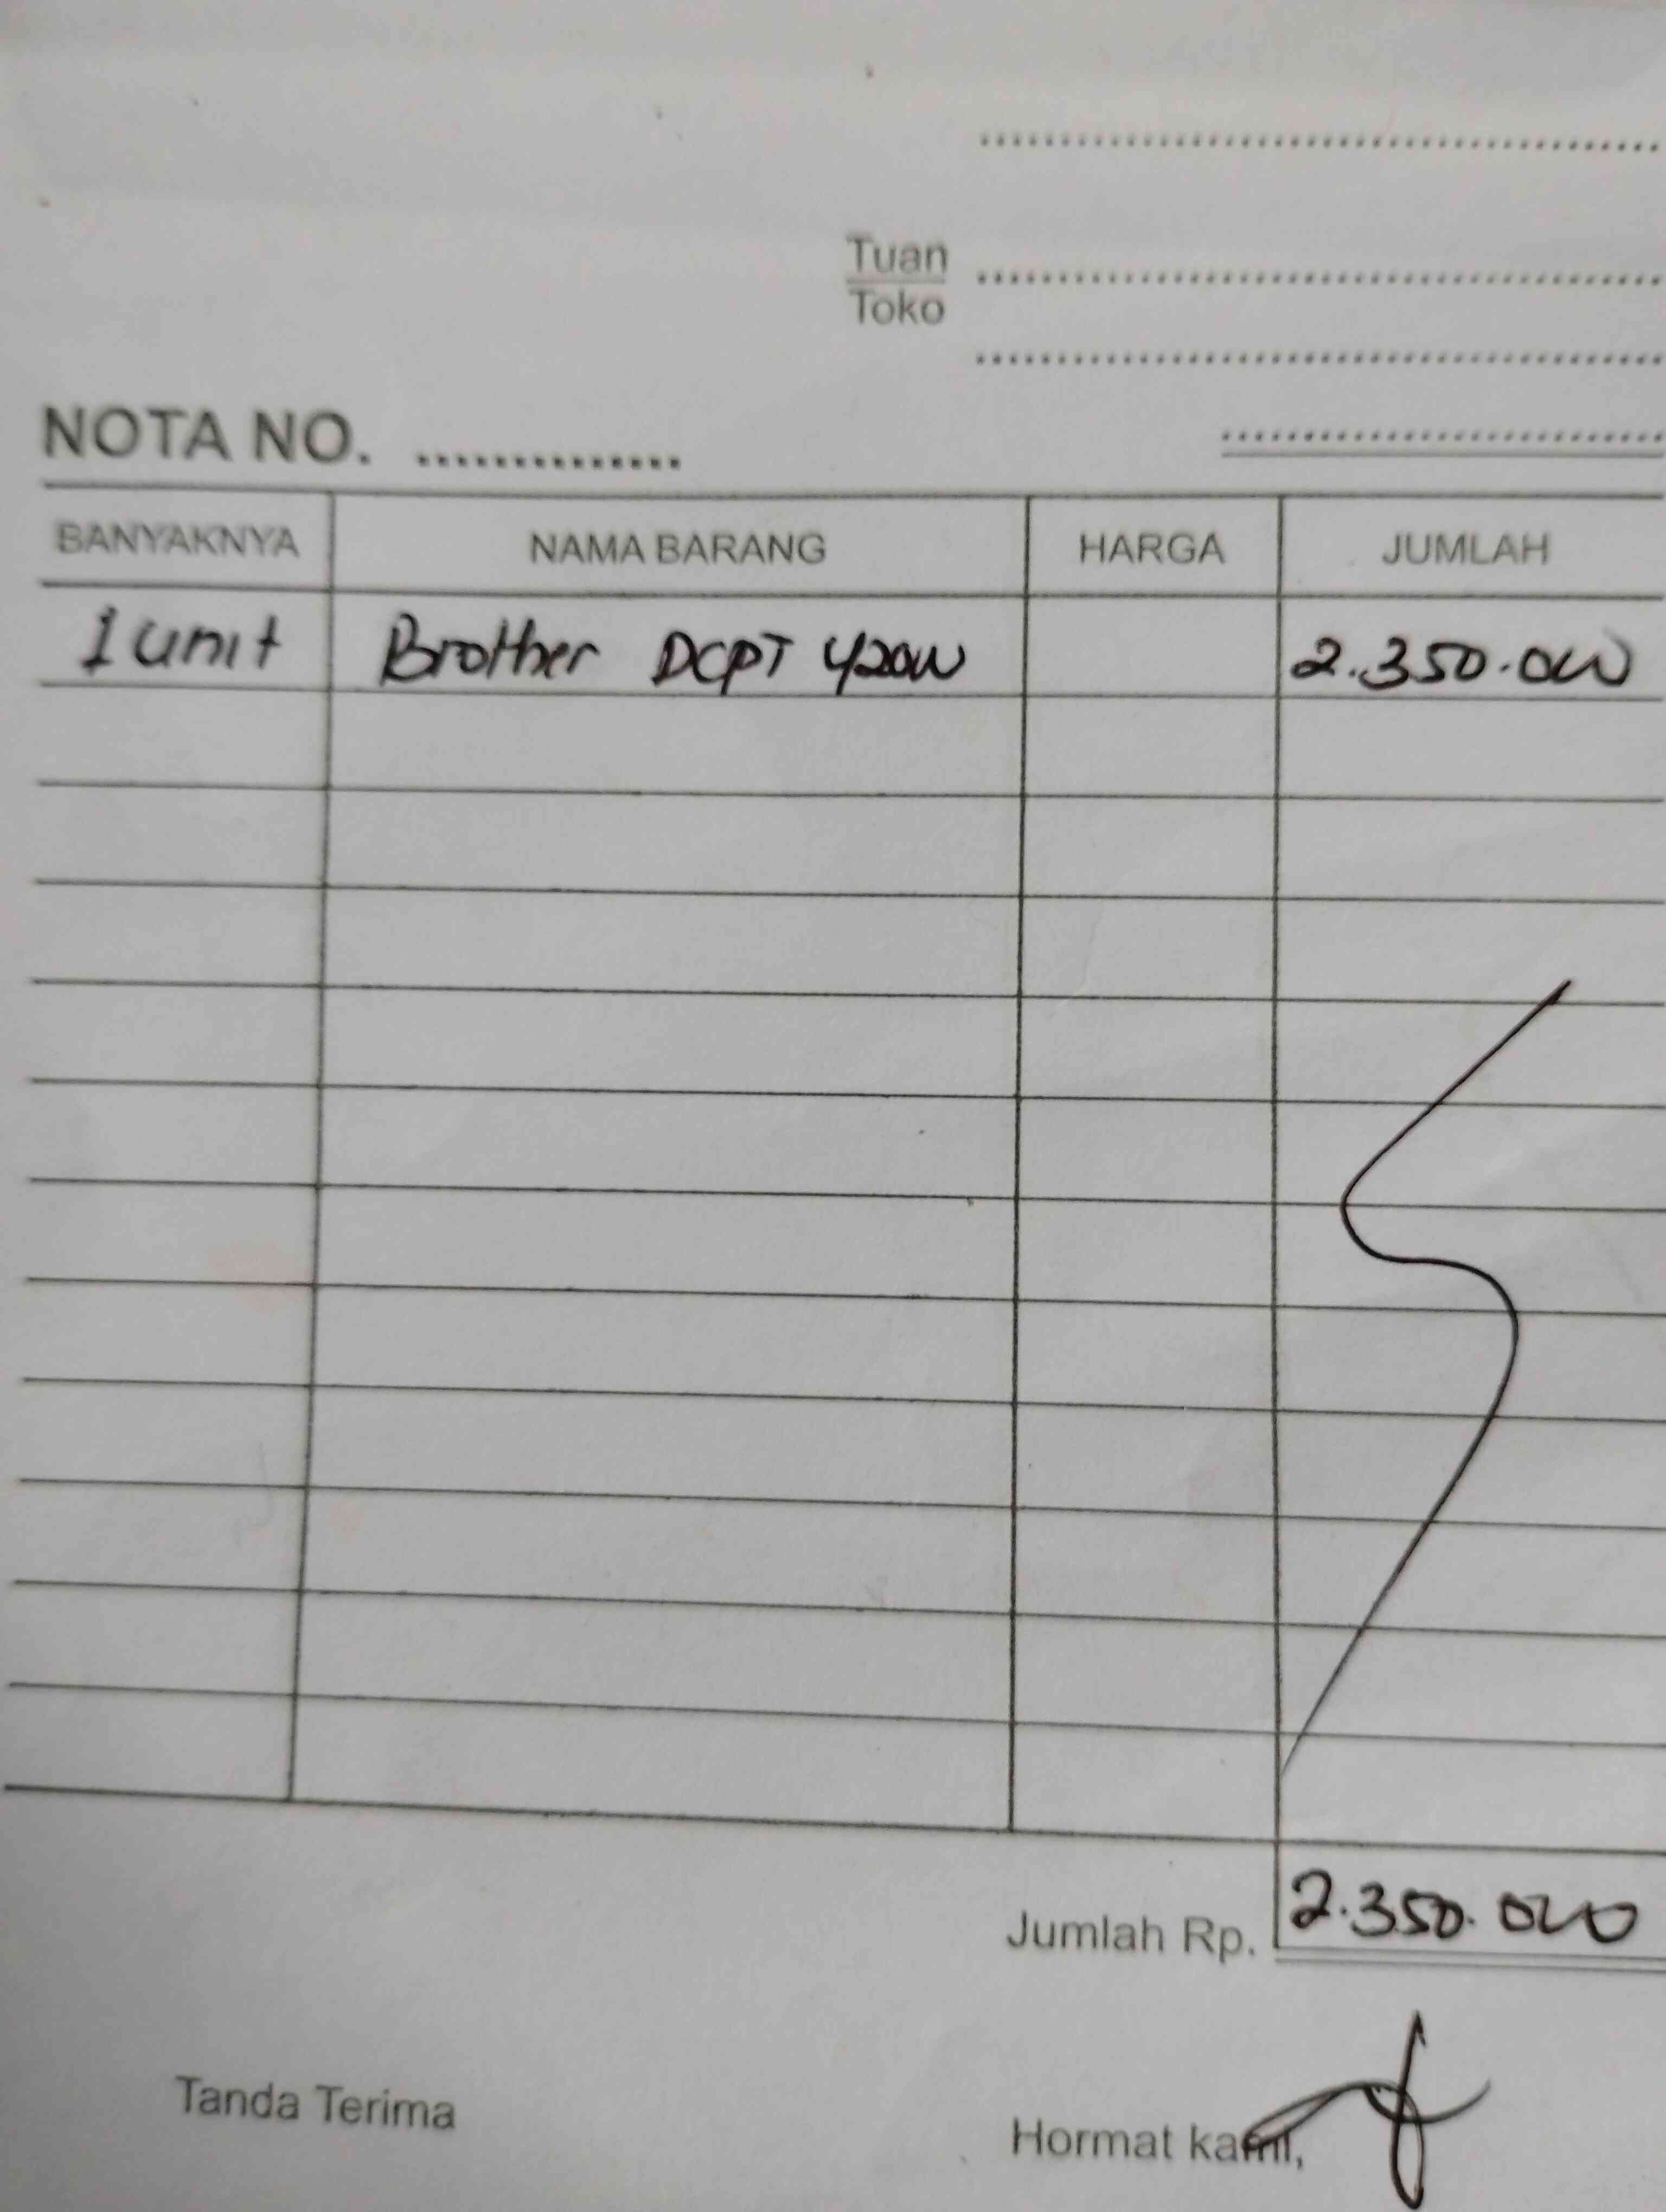 Tuan
Toko
NOTA NO. ..............
BANYAKNYA NAMA BARANG HARGA JUMLAH
1 unit Brother DCPT 420W 2.350.000
Jumlah Rp. 2.350.000
Tanda Terima
Hormat kami,